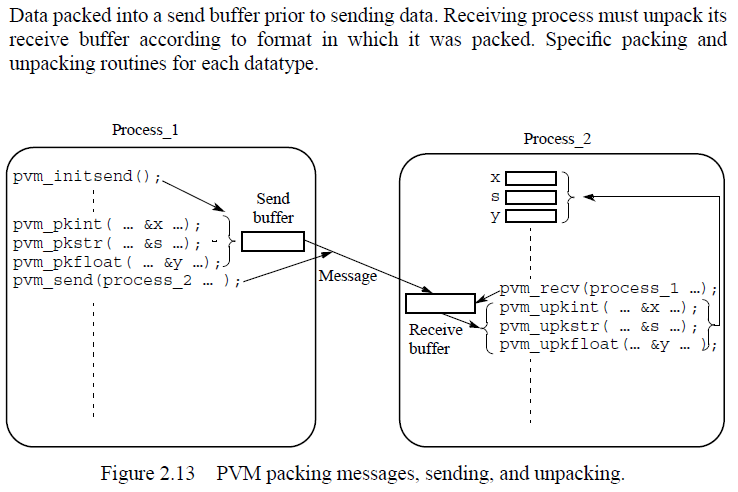 Data packed into a send buffer prior to sending data. Receiving process must unpack its
receive buffer according to format in which it was packed. Specific packing and
unpacking routines for each datatype.
Process_1
pvm_initsend();
pvm_pkint( … &x …);
pvm_pkstr( … &s …);
pvm_pkfloat( … &y …);
pvm_send(process_2 … );
Send
buffer
Message
Process_2
x
s
y
pvm_recv(process_1 …);
pvm_upkint( … &x …);
pvm_upkstr( … &s …);
pvm_upkfloat(… &y … );
Receive
buffer
Figure 2.13 PVM packing messages, sending, and unpacking.